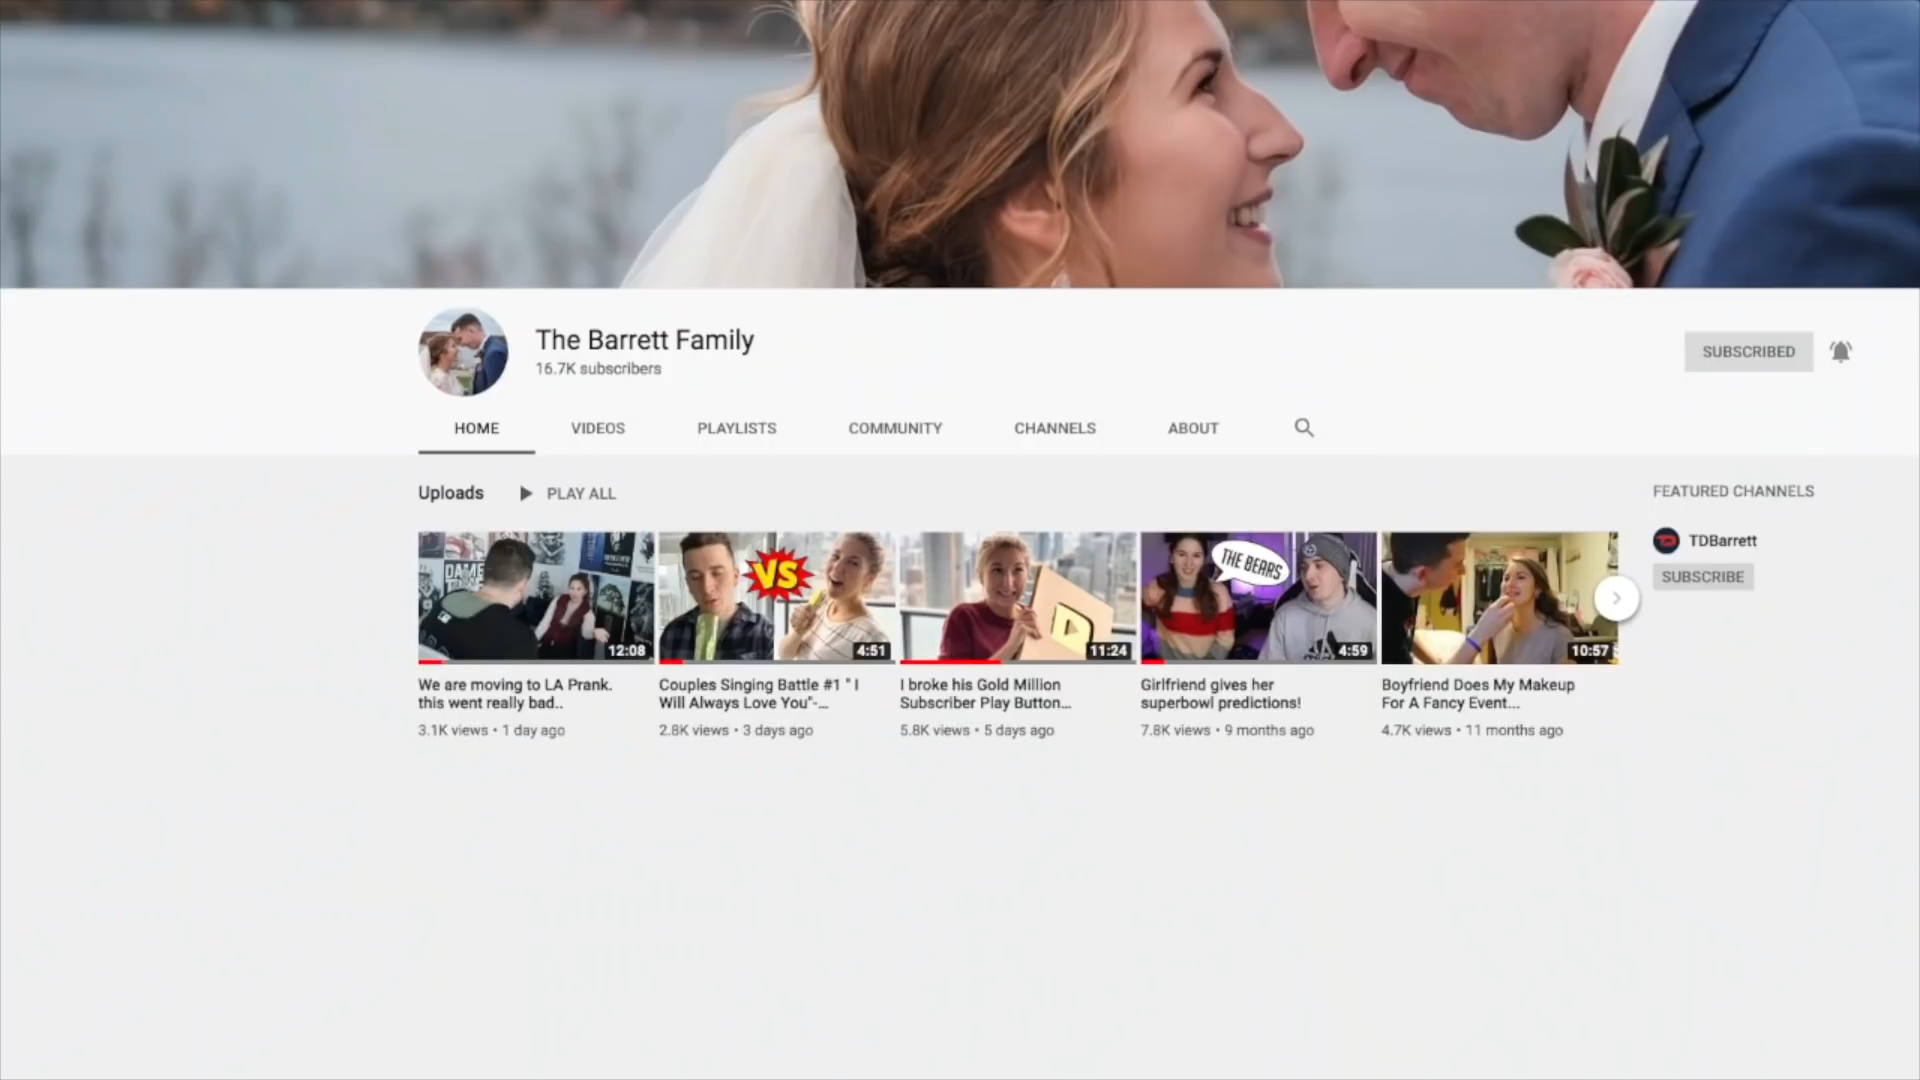 The Barrett Family
16.7K subscribers
SUBSCRIBED
HOME VIDEOS PLAYLISTS COMMUNITY CHANNELS ABOUT
Uploads PLAY ALL
FEATURED CHANNELS
TDBarrett
SUBSCRIBE
DAME
12:08
VS
4:51
11:24
THE BEARS
4:59
10:57
We are moving to LA Prank.
this went really bad..
3.1K views • 1 day ago
Couples Singing Battle #1 " I
Will Always Love You"-...
2.8K views • 3 days ago
I broke his Gold Million
Subscriber Play Button...
5.8K views • 5 days ago
Girlfriend gives her
superbowl predictions!
7.8K views • 9 months ago
Boyfriend Does My Makeup
For A Fancy Event...
4.7K views • 11 months ago